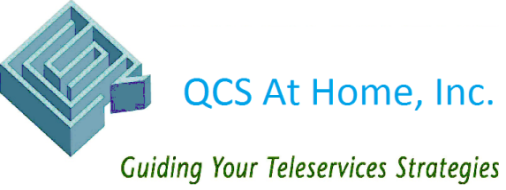 QCS At Home, Inc.
Guiding Your Teleservices Strategies